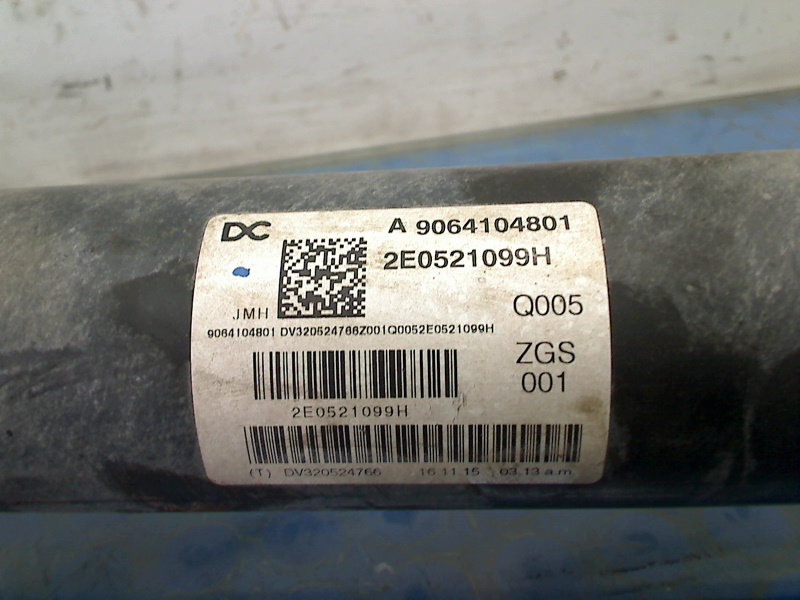 DC
A 9064104801
2E0521099H
JMH
Q005
9064104801 DV320524766Z001Q0052E0521099H
ZGS
001
2E0521099H
(T) DV320524766 16.11.15 03.13 a.m.